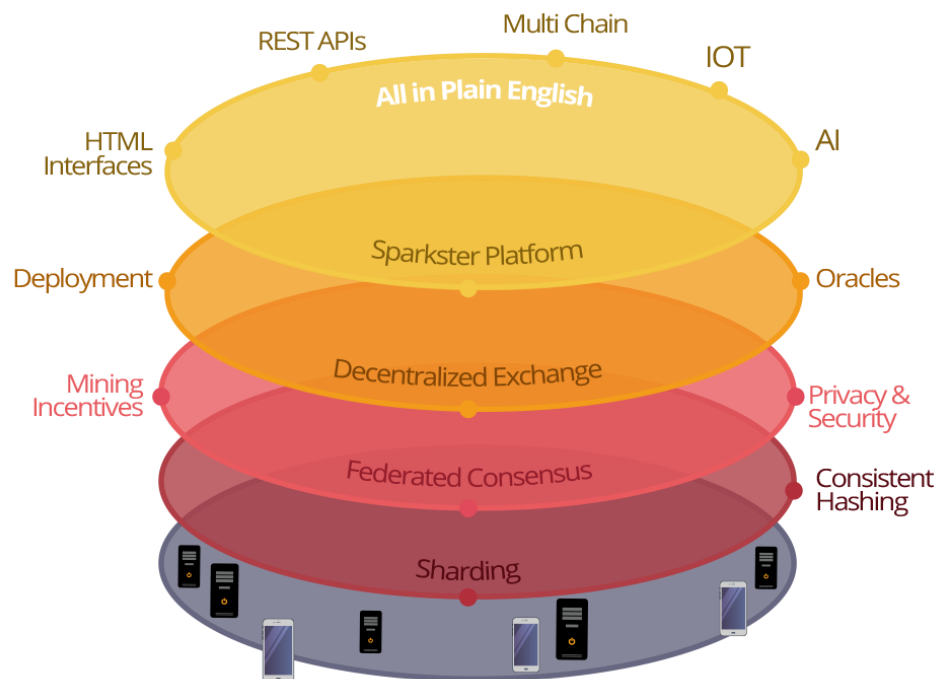 Multi Chain
REST APIs
IOT
All in Plain English
HTML
Interfaces
AI
Sparkster Platform
Deployment
Oracles
Decentralized Exchange
Mining
Incentives
Privacy &
Security
Federated Consensus
Consistent
Hashing
Sharding